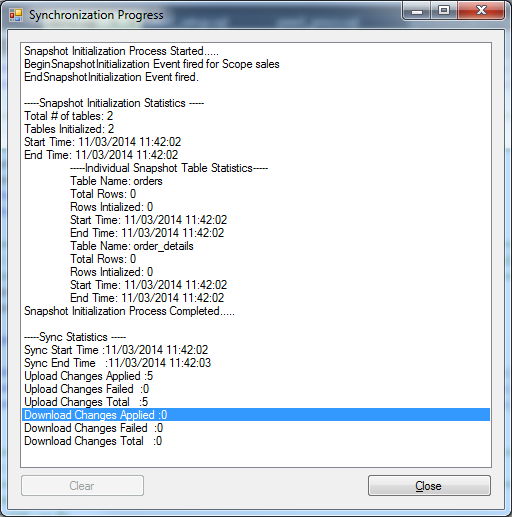 Synchronization Progress
Snapshot Initialization Process Started.....
BeginSnapshotInitialization Event fired for Scope sales
EndSnapshotInitialization Event fired.
-----Snapshot Initialization Statistics -----
Total # of tables: 2
Tables Initialized: 2
Start Time: 11/03/2014 11:42:02
End Time: 11/03/2014 11:42:02
-----Individual Snapshot Table Statistics-----
Table Name: orders
Total Rows: 0
Rows Intialized: 0
Start Time: 11/03/2014 11:42:02
End Time: 11/03/2014 11:42:02
Table Name: order_details
Total Rows: 0
Rows Intialized: 0
Start Time: 11/03/2014 11:42:02
End Time: 11/03/2014 11:42:02
Snapshot Initialization Process Completed.....
-----Sync Statistics -----
Sync Start Time :11/03/2014 11:42:02
Sync End Time :11/03/2014 11:42:03
Upload Changes Applied :5
Upload Changes Failed :0
Upload Changes Total :5
Download Changes Applied :0
Download Changes Failed :0
Download Changes Total :0
Clear
Close